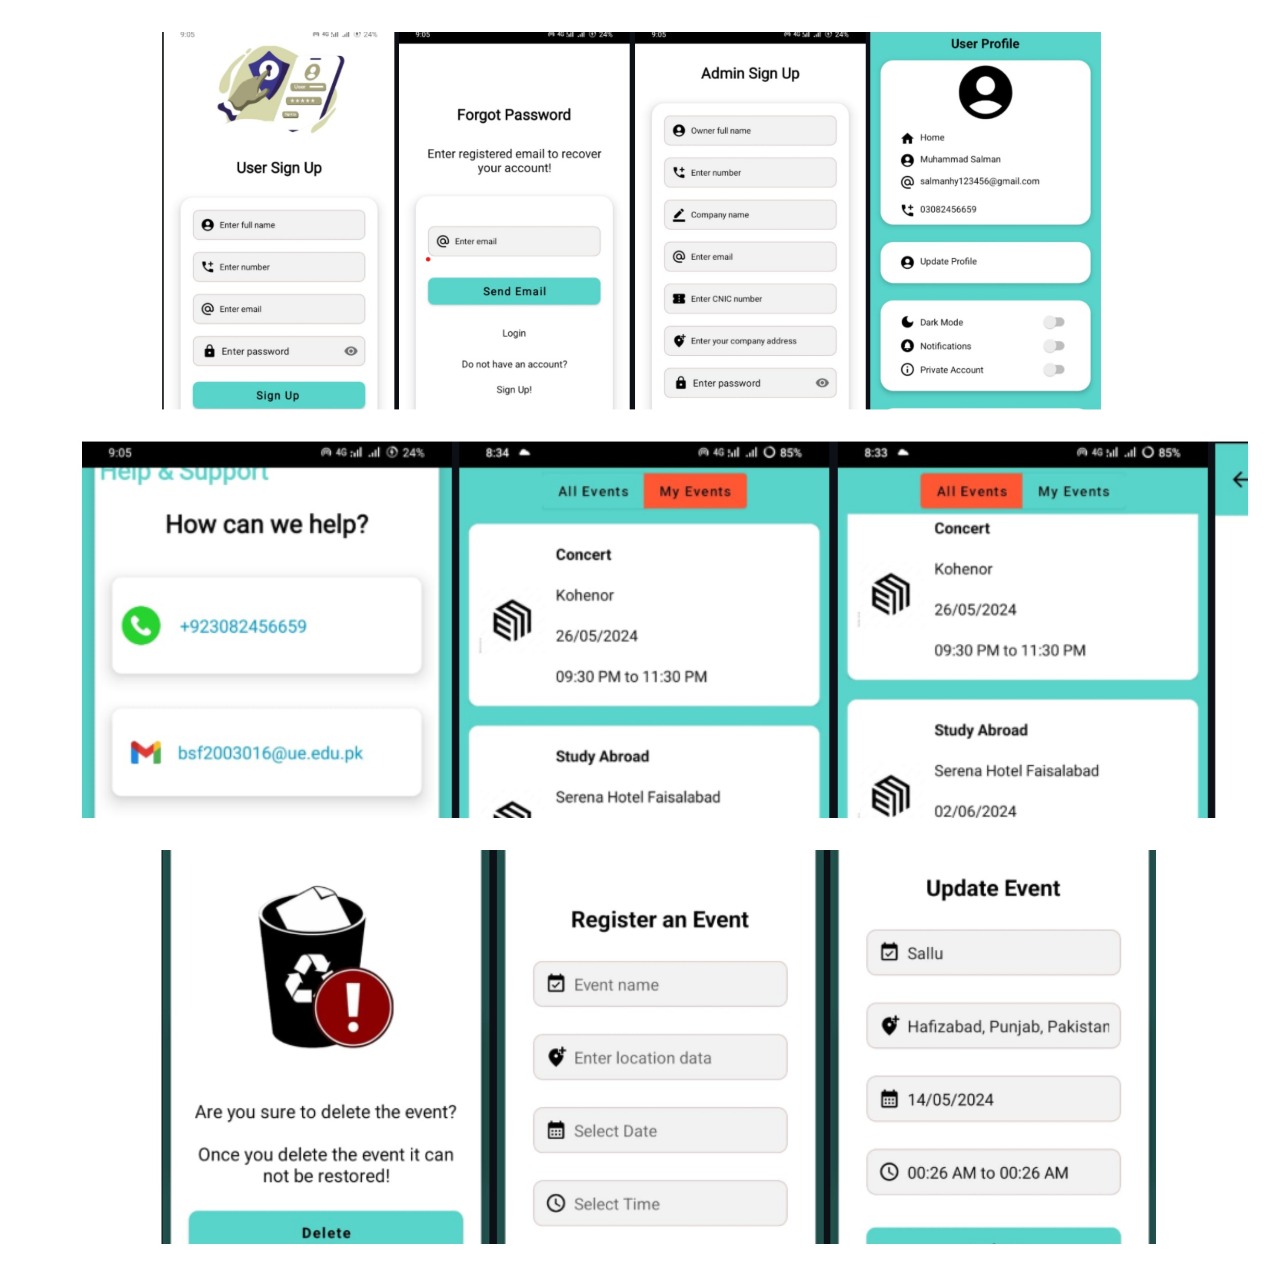 9:05
4G
24%
User Sign Up
Enter full name
Enter number
Enter email
Enter password
Sign Up
9:05
4G
24%
Forgot Password
Enter registered email to recover
your account!
Enter email
Send Email
Login
Do not have an account?
Sign Up!
9:05
4G
24%
Admin Sign Up
Owner full name
Enter number
Company name
Enter email
Enter CNIC number
Enter your company address
Enter password
User Profile
Home
Muhammad Salman
salmanhy123456@gmail.com
03082456659
Update Profile
Dark Mode
Notifications
Private Account
9:05
4G
24%
Help & Support
How can we help?
+923082456659
bsf2003016@ue.edu.pk
8:34
4G
85%
All Events
My Events
Concert
Kohenor
26/05/2024
09:30 PM to 11:30 PM
Study Abroad
Serena Hotel Faisalabad
8:33
4G
85%
All Events
My Events
Concert
Kohenor
26/05/2024
09:30 PM to 11:30 PM
Study Abroad
Serena Hotel Faisalabad
02/06/2024
Are you sure to delete the event?
Once you delete the event it can
not be restored!
Delete
Register an Event
Event name
Enter location data
Select Date
Select Time
Update Event
Sallu
Hafizabad, Punjab, Pakistan
14/05/2024
00:26 AM to 00:26 AM